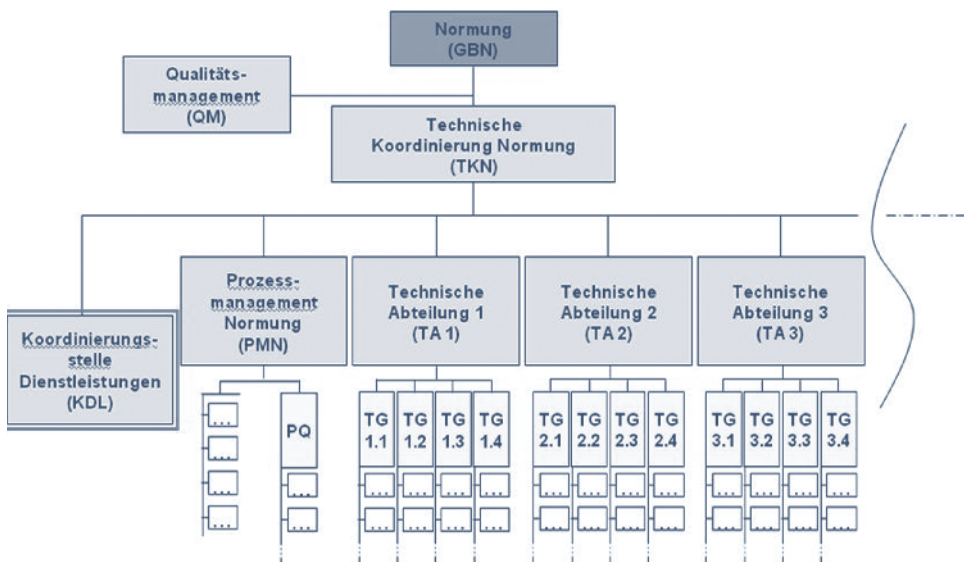 Normung
(GBN)
Qualitäts-
management
(QM)
Technische
Koordinierung Normung
(TKN)
Koordinierungs-
stelle
Dienstleistungen
(KDL)
Prozess-
management
Normung
(PMN)
Technische
Abteilung 1
(TA 1)
Technische
Abteilung 2
(TA 2)
Technische
Abteilung 3
(TA 3)
...
...
...
...
PQ
...
...
TG
1.1
TG
1.2
TG
1.3
TG
1.4
... ... ... ...
... ... ... ...
TG
2.1
TG
2.2
TG
2.3
TG
2.4
... ... ... ...
... ... ... ...
TG
3.1
TG
3.2
TG
3.3
TG
3.4
... ... ... ...
... ... ... ...